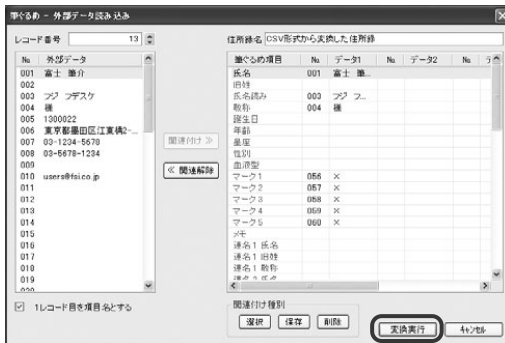 筆ぐるめ - 外部データ読み込み
レコード番号 13
住所録名 CSV形式から変換した住所録
No. 外部データ
001 富士 筆介
002
003 フジ フデスケ
004 様
005 1300022
006 東京都墨田区江東橋2-...
007 03-1234-5678
008 03-5678-1234
009
010 users@fsi.co.jp
011
012
013
014
015
016
017
018
019
020
関連付け ≫
≪ 関連解除
筆ぐるめ項目 No. データ1 No. データ2 No.
氏名 001 富士 筆...
旧姓
氏名読み 003 フジ フ...
敬称 004 様
誕生日
年齢
星座
性別
血液型
マーク1 056 ×
マーク2 057 ×
マーク3 058 ×
マーク4 059 ×
マーク5 060 ×
メモ
連名1 氏名
連名1 旧姓
連名1 敬称
1レコード目を項目名とする
関連付け種別
選択 保存 削除
変換実行 キャンセル